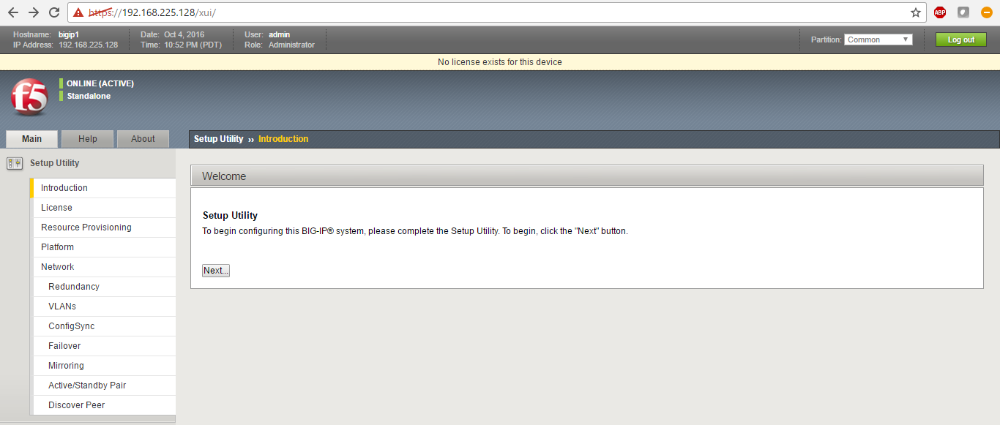 https://192.168.225.128/xui/
ABP
Hostname: bigip1 Date: Oct 4, 2016 User: admin
IP Address: 192.168.225.128 Time: 10:52 PM (PDT) Role: Administrator
Partition: Common Log out
No license exists for this device
f5
ONLINE (ACTIVE)
Standalone
Main Help About Setup Utility ›› Introduction
Setup Utility
Introduction
License
Resource Provisioning
Platform
Network
Redundancy
VLANs
ConfigSync
Failover
Mirroring
Active/Standby Pair
Discover Peer
Welcome
Setup Utility
To begin configuring this BIG-IP® system, please complete the Setup Utility. To begin, click the "Next" button.
Next...